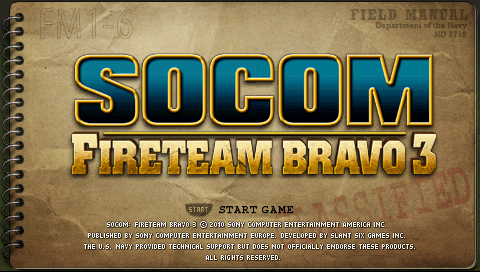 FM1-6
FIELD MANUAL
Department of the Navy
ND 2718
SOCOM
FIRETEAM BRAVO 3
START START GAME
SOCOM: FIRETEAM BRAVO 3 © 2010 SONY COMPUTER ENTERTAINMENT AMERICA INC.
PUBLISHED BY SONY COMPUTER ENTERTAINMENT EUROPE. DEVELOPED BY SLANT SIX GAMES INC.
THE U.S. NAVY PROVIDED TECHNICAL SUPPORT BUT DOES NOT OFFICIALLY ENDORSE THESE PRODUCTS.
ALL RIGHTS RESERVED.